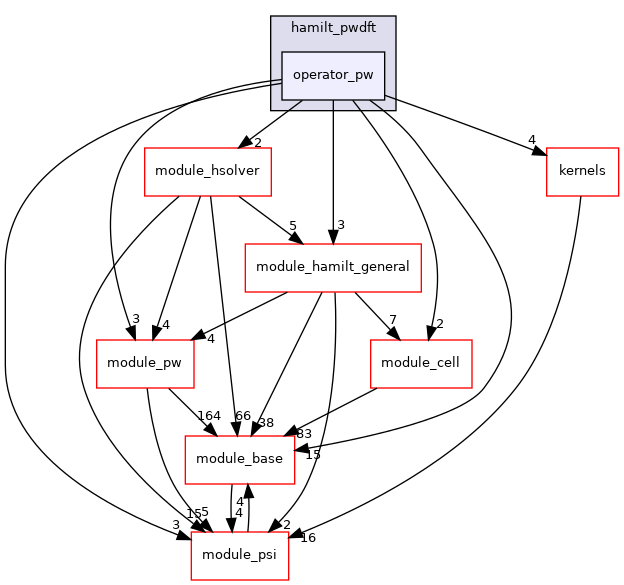 hamilt_pwdft
operator_pw
4
2
module_hsolver
kernels
5
3
module_hamilt_general
3
4
4
7
2
module_pw
module_cell
164
66
38
83
15
module_base
4
4
3
15
5
2
16
module_psi